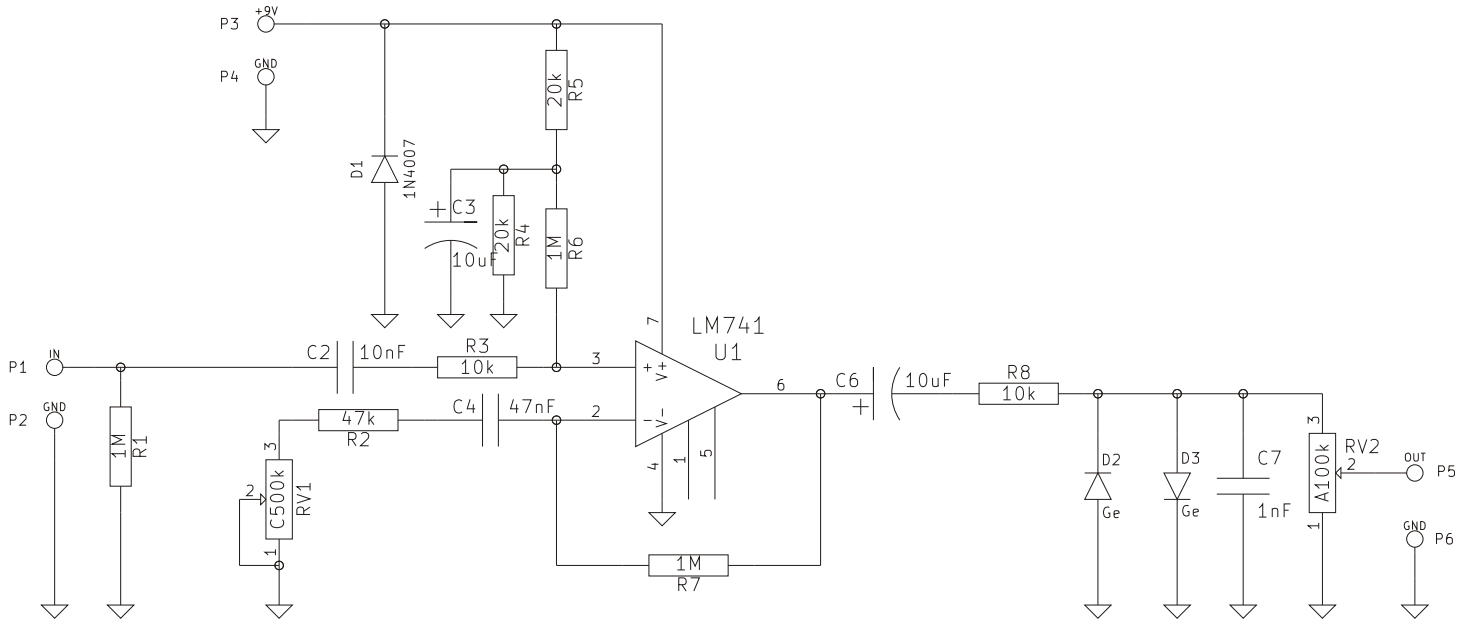 P3
+9V
P4
GND
20k
R5
D1
1N4007
+
C3
10uF
20k
R4
1M
R6
7
LM741
U1
P1
IN
C2
10nF
R3
10k
3
+
V+
P2
GND
1M
R1
3
47k
R2
C4
47nF
2
-
V-
4
1
5
6
2
C500k
RV1
1
1M
R7
C6
+
10uF
R8
10k
D2
Ge
D3
Ge
C7
1nF
3
A100k
RV2
2
1
OUT
P5
GND
P6